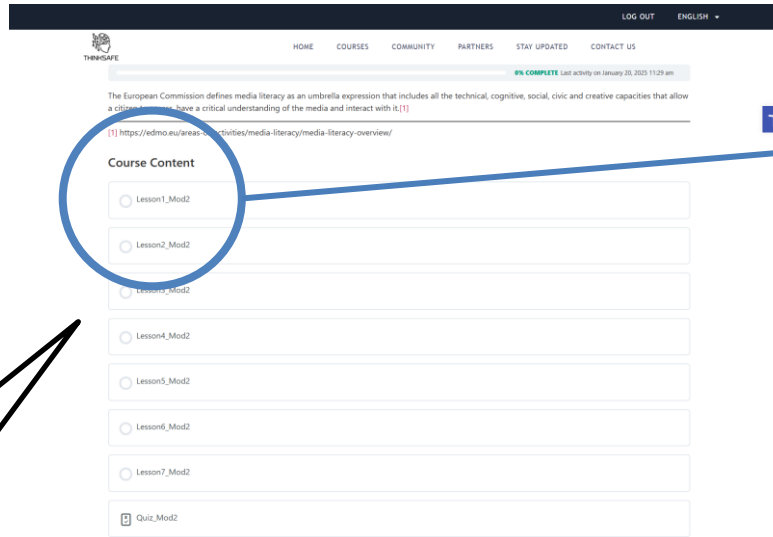 LOG OUT ENGLISH
THINHSAFE HOME COURSES COMMUNITY PARTNERS STAY UPDATED CONTACT US
0% COMPLETE Last activity on January 20, 2025 11:29 am
The European Commission defines media literacy as an umbrella expression that includes all the technical, cognitive, social, civic and creative capacities that allow
a citizen have a critical understanding of the media and interact with it.[1]
[1] https://edmo.eu/areas- ctivities/media-literacy/media-literacy-overview/
Course Content
Lesson1_Mod2
Lesson2_Mod2
Lesson3_Mod2
Lesson4_Mod2
Lesson5_Mod2
Lesson6_Mod2
Lesson7_Mod2
Quiz_Mod2